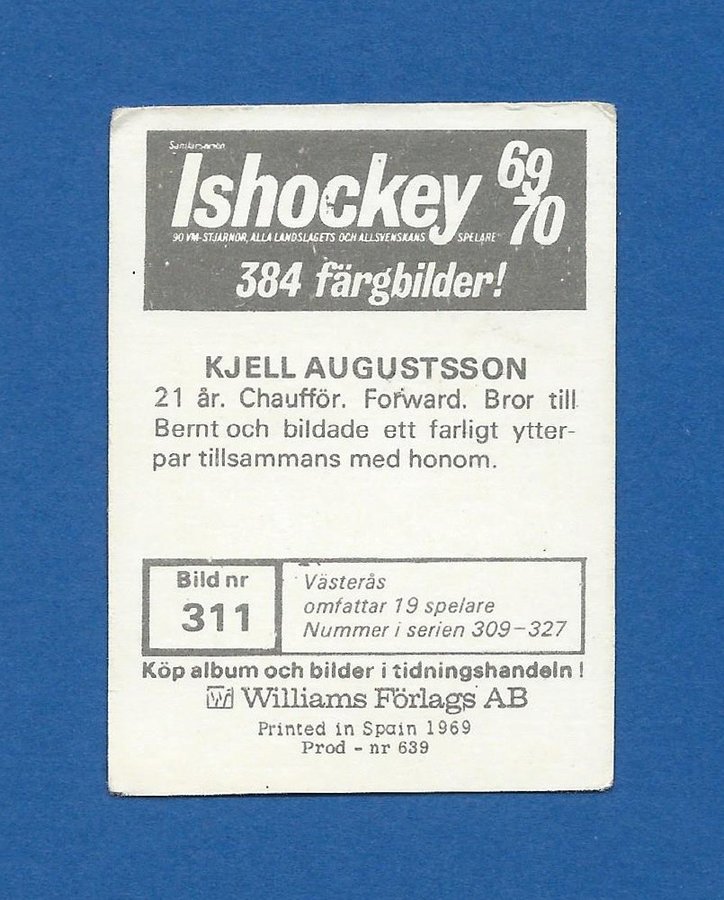 Samlarserien
Ishockey 69 70
90 VM-STJÄRNOR, ALLA LANDSLAGETS OCH ALLSVENSKANS SPELARE
384 färgbilder!
KJELL AUGUSTSSON
21 år. Chaufför. Forward. Bror till
Bernt och bildade ett farligt ytter-
par tillsammans med honom.
Bild nr
311
Västerås
omfattar 19 spelare
Nummer i serien 309–327
Köp album och bilder i tidningshandeln!
Wf Williams Förlags AB
Printed in Spain 1969
Prod - nr 639